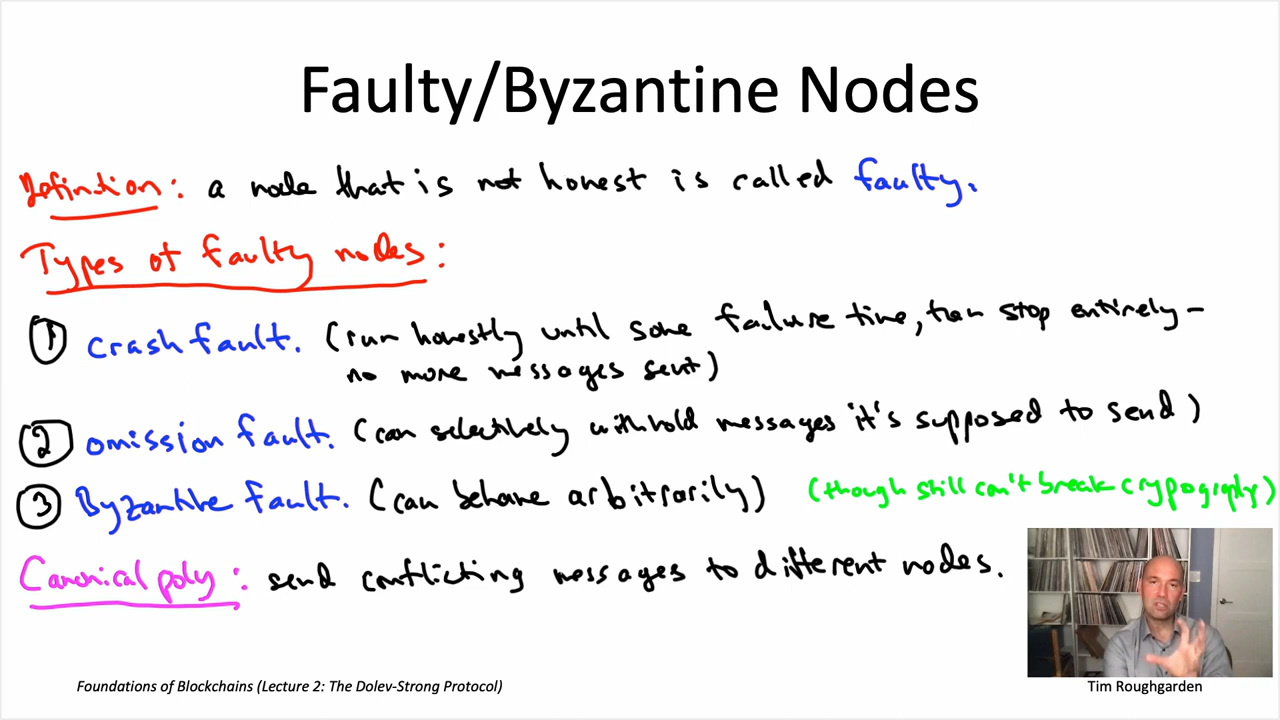 Faulty/Byzantine Nodes
Definition: a node that is not honest is called faulty.
Types of faulty nodes:
① crash fault. (run honestly until some failure time, then stop entirely -
no more messages sent)
② omission fault. (can selectively withhold messages it's supposed to send)
③ Byzantine fault. (can behave arbitrarily) (though still can't break cryptography)
Canonical ploy: send conflicting messages to different nodes.
Foundations of Blockchains (Lecture 2: The Dolev-Strong Protocol)
Tim Roughgarden